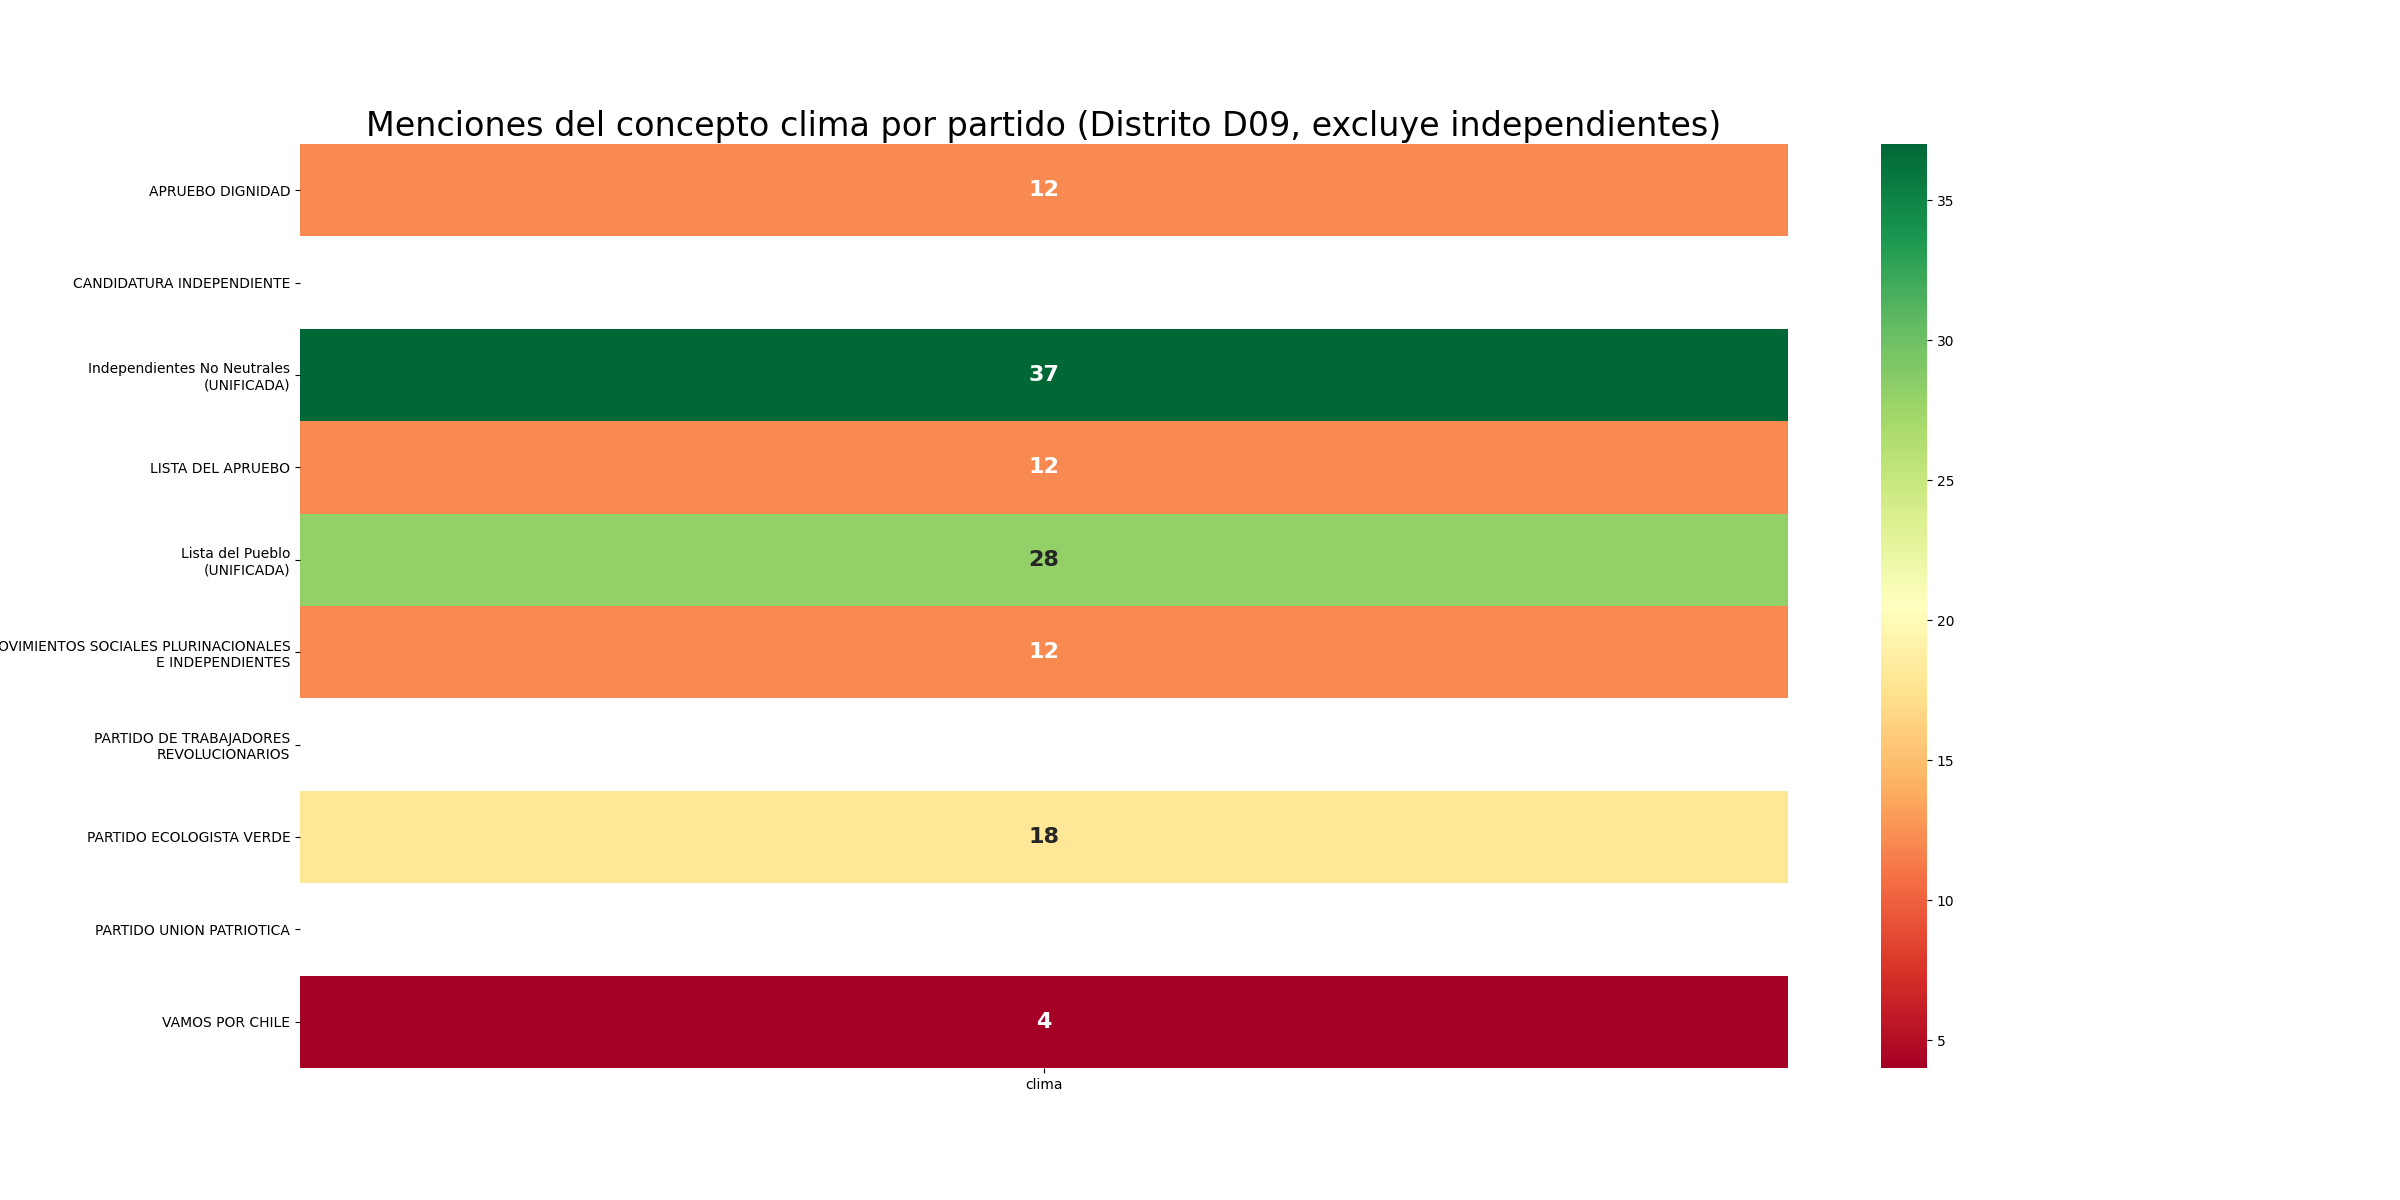 Menciones del concepto clima por partido (Distrito D09, excluye independientes)
APRUEBO DIGNIDAD
12
CANDIDATURA INDEPENDIENTE
Independientes No Neutrales
(UNIFICADA)
37
LISTA DEL APRUEBO
12
Lista del Pueblo
(UNIFICADA)
28
OVIMIENTOS SOCIALES PLURINACIONALES
E INDEPENDIENTES
12
PARTIDO DE TRABAJADORES
REVOLUCIONARIOS
PARTIDO ECOLOGISTA VERDE
18
PARTIDO UNION PATRIOTICA
VAMOS POR CHILE
4
clima
35
30
25
20
15
10
5